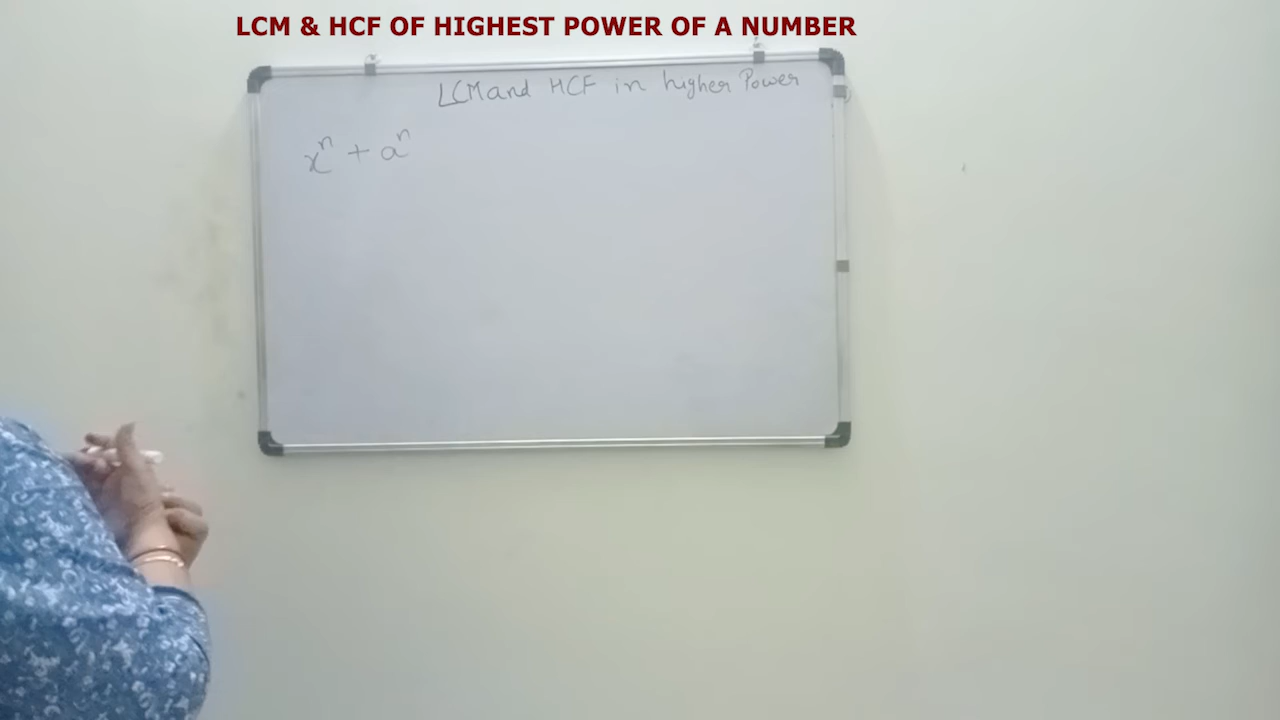 LCM & HCF OF HIGHEST POWER OF A NUMBER
LCM and HCF in higher Power
xⁿ + aⁿ